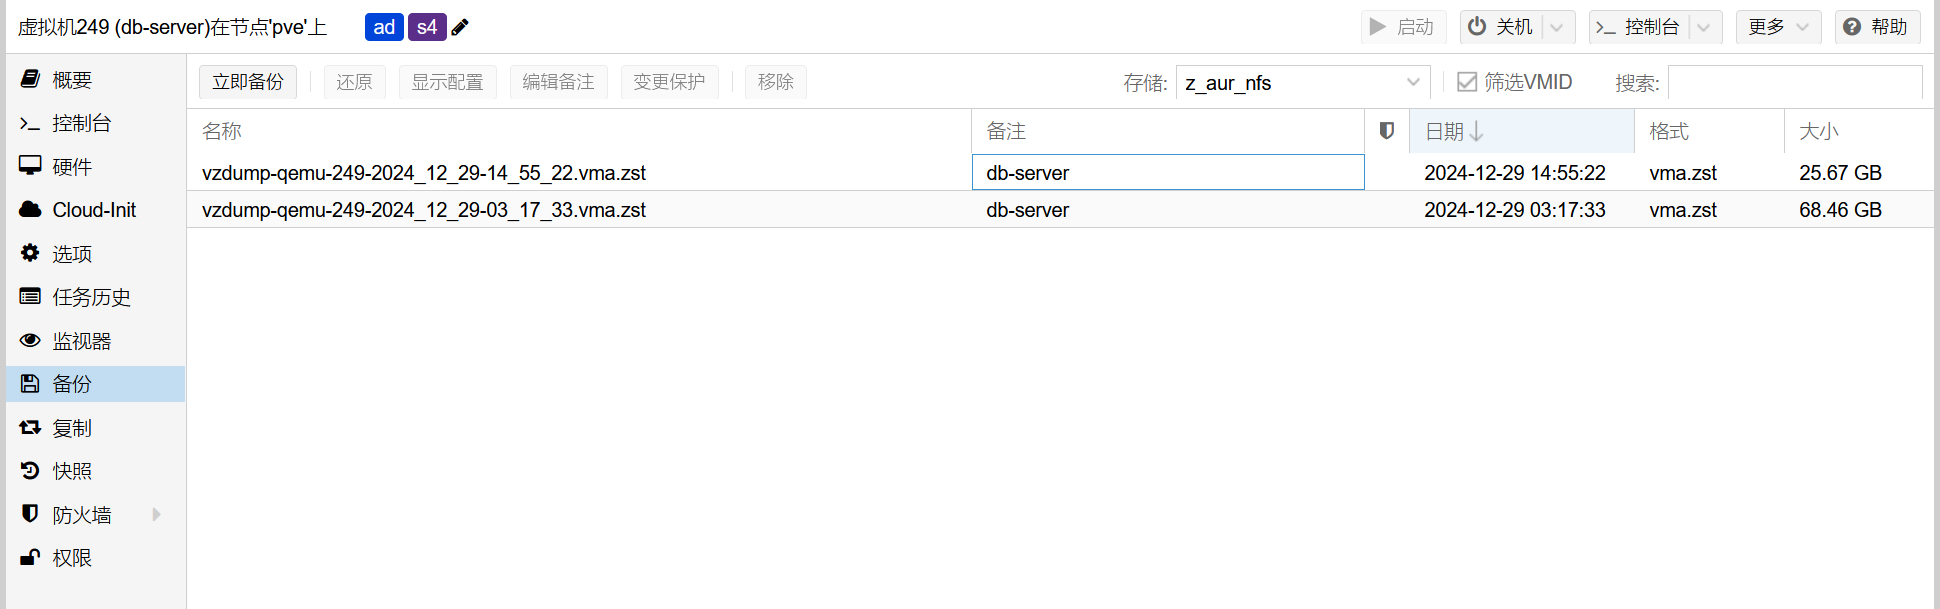 虚拟机249 (db-server)在节点'pve'上 ad s4 启动 关机 控制台 更多 帮助
概要
控制台
硬件
Cloud-Init
选项
任务历史
监视器
备份
复制
快照
防火墙
权限
立即备份 还原 显示配置 编辑备注 变更保护 移除 存储: z_aur_nfs 筛选VMID 搜索:
名称 备注 日期 格式 大小
vzdump-qemu-249-2024_12_29-14_55_22.vma.zst db-server 2024-12-29 14:55:22 vma.zst 25.67 GB
vzdump-qemu-249-2024_12_29-03_17_33.vma.zst db-server 2024-12-29 03:17:33 vma.zst 68.46 GB